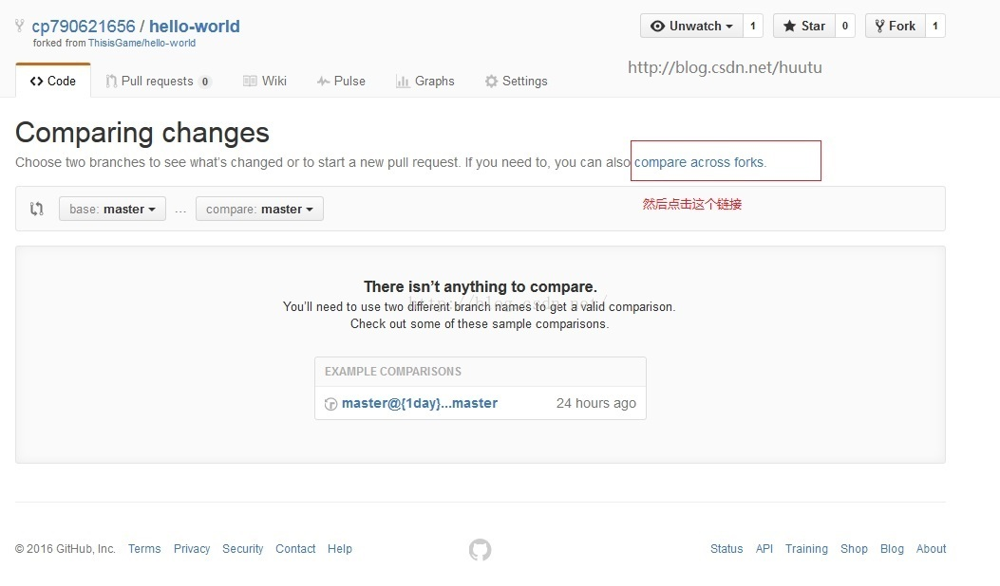 cp790621656 / hello-world
forked from ThisisGame/hello-world
Unwatch 1 Star 0 Fork 1
http://blog.csdn.net/huutu
Code Pull requests 0 Wiki Pulse Graphs Settings
Comparing changes
Choose two branches to see what's changed or to start a new pull request. If you need to, you can also compare across forks.
然后点击这个链接
base: master ... compare: master
There isn't anything to compare.
http://blog.csdn.net/
You'll need to use two different branch names to get a valid comparison.
Check out some of these sample comparisons.
EXAMPLE COMPARISONS
master@{1day}...master 24 hours ago
© 2016 GitHub, Inc. Terms Privacy Security Contact Help Status API Training Shop Blog About